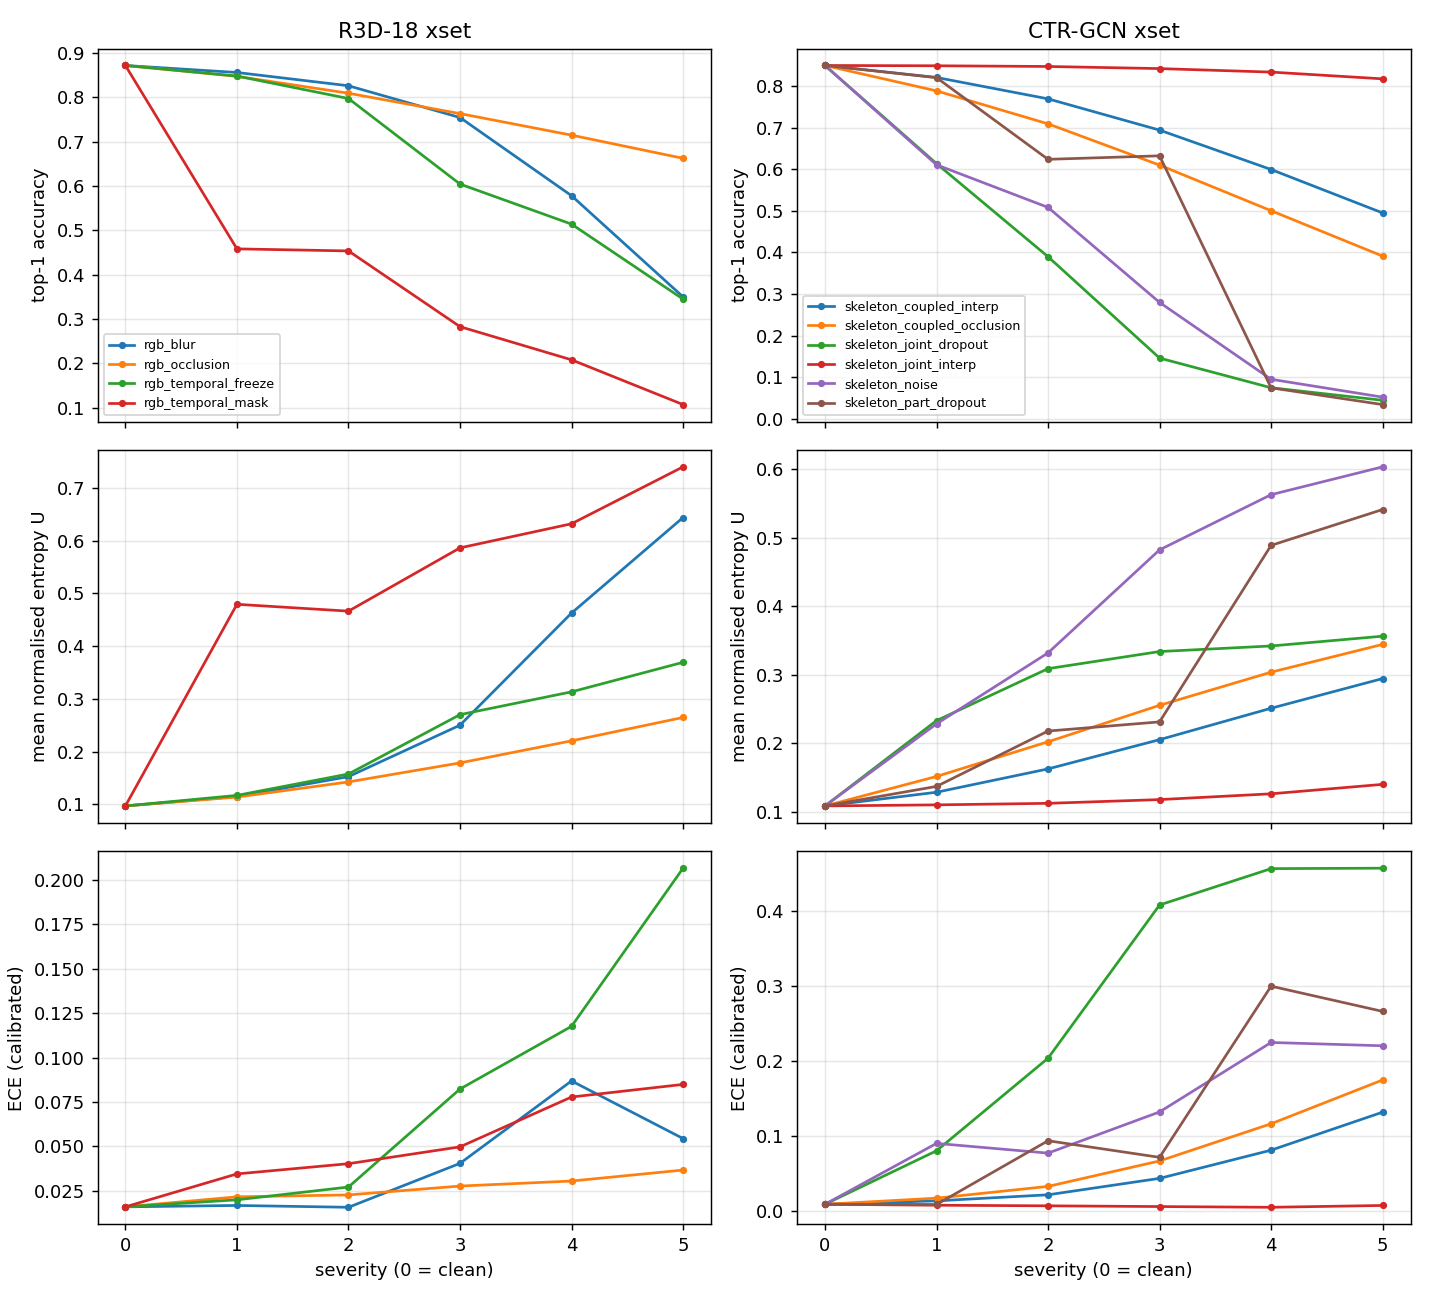 R3D-18 xset
CTR-GCN xset
top-1 accuracy
0.9
0.8
0.7
0.6
0.5
0.4
0.3
0.2
0.1
rgb_blur
rgb_occlusion
rgb_temporal_freeze
rgb_temporal_mask
top-1 accuracy
0.8
0.7
0.6
0.5
0.4
0.3
0.2
0.1
0.0
skeleton_coupled_interp
skeleton_coupled_occlusion
skeleton_joint_dropout
skeleton_joint_interp
skeleton_noise
skeleton_part_dropout
mean normalised entropy U
0.7
0.6
0.5
0.4
0.3
0.2
0.1
mean normalised entropy U
0.6
0.5
0.4
0.3
0.2
0.1
ECE (calibrated)
0.200
0.175
0.150
0.125
0.100
0.075
0.050
0.025
0 1 2 3 4 5
severity (0 = clean)
ECE (calibrated)
0.4
0.3
0.2
0.1
0.0
0 1 2 3 4 5
severity (0 = clean)